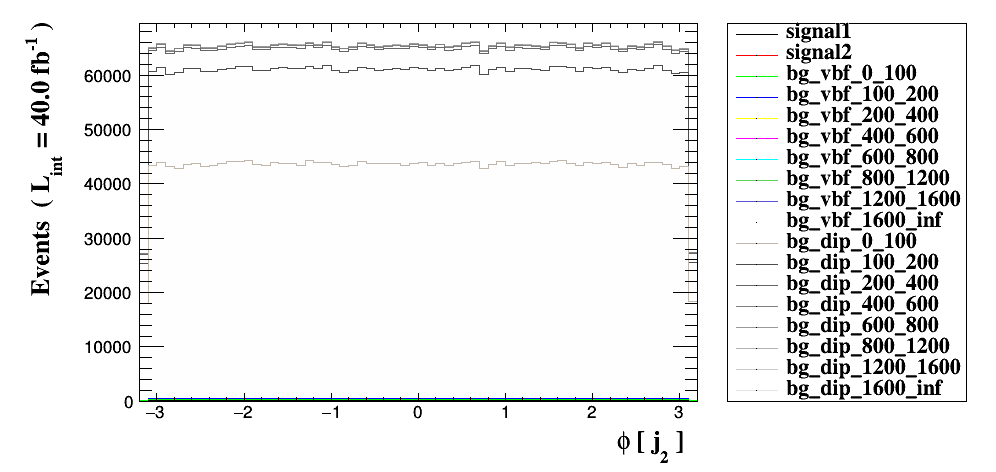 Events ( L_int = 40.0 fb^-1 )
60000
50000
40000
30000
20000
10000
0
−3 −2 −1 0 1 2 3
ϕ [ j_2 ]
signal1
signal2
bg_vbf_0_100
bg_vbf_100_200
bg_vbf_200_400
bg_vbf_400_600
bg_vbf_600_800
bg_vbf_800_1200
bg_vbf_1200_1600
bg_vbf_1600_inf
bg_dip_0_100
bg_dip_100_200
bg_dip_200_400
bg_dip_400_600
bg_dip_600_800
bg_dip_800_1200
bg_dip_1200_1600
bg_dip_1600_inf